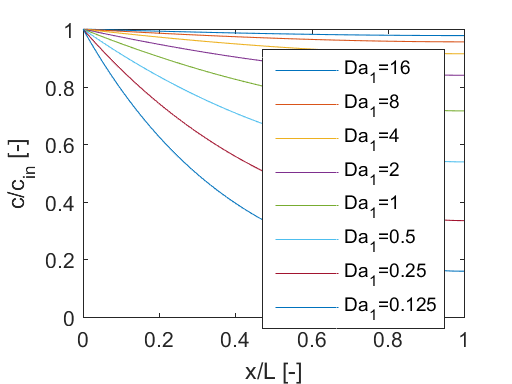 1
0.8
0.6
0.4
0.2
0
c/c_in [-]
0
0.2
0.4
0.6
0.8
1
x/L [-]
Da_1=16
Da_1=8
Da_1=4
Da_1=2
Da_1=1
Da_1=0.5
Da_1=0.25
Da_1=0.125